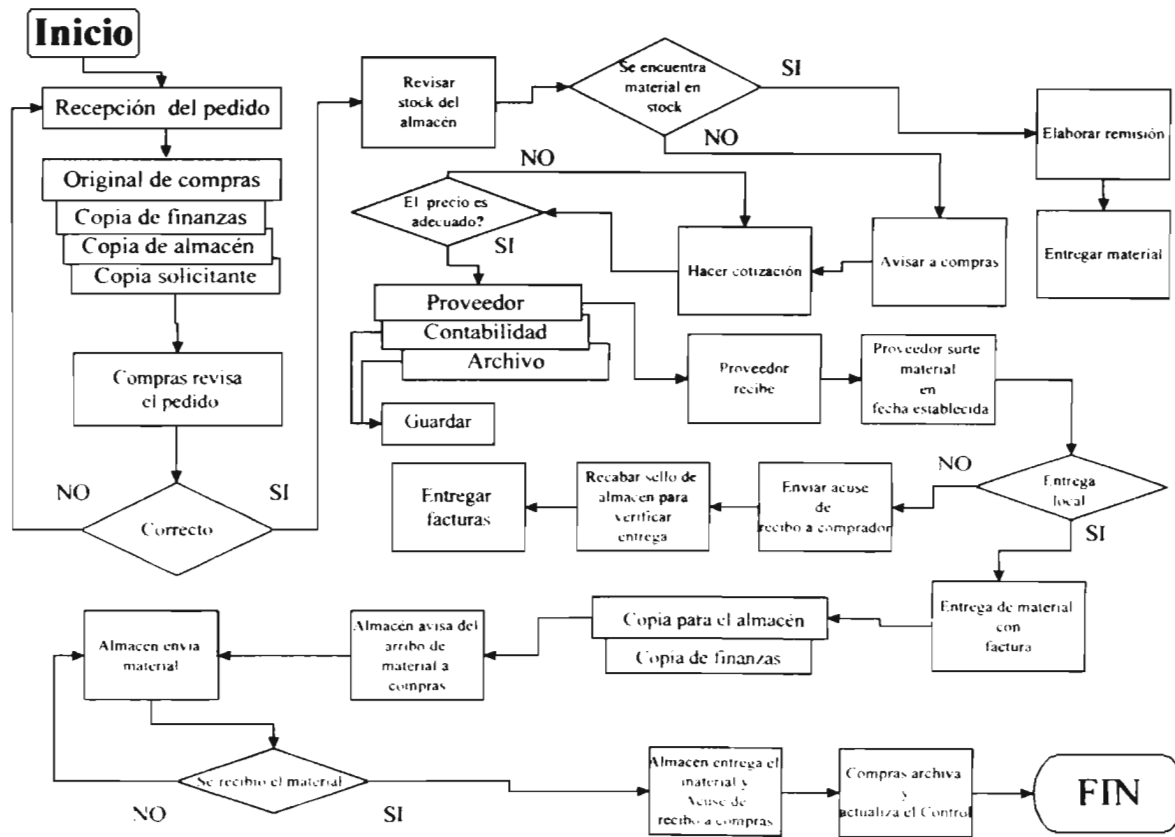 Inicio
Recepción del pedido
Original de compras
Copia de finanzas
Copia de almacén
Copia solicitante
Compras revisa
el pedido
NO
SI
Correcto
Revisar
stock del
almacén
Se encuentra
material en
stock
SI
NO
Elaborar remisión
Entregar material
NO
El precio es
adecuado?
SI
Hacer cotización
Avisar a compras
Proveedor
Contabilidad
Archivo
Guardar
Proveedor
recibe
Proveedor surte
material
en
fecha establecida
NO
Entrega
local
SI
Enviar acuse
de
recibo a comprador
Recabar sello de
almacen para
verificar
entrega
Entregar
facturas
Entrega de material
con
factura
Copia para el almacén
Copia de finanzas
Almacén avisa del
arribo de
material a
compras
Almacen envia
material
Se recibio el material
NO
SI
Almacen entrega el
material y
Acuse de
recibo a compras
Compras archiva
y
actualiza el Control
FIN